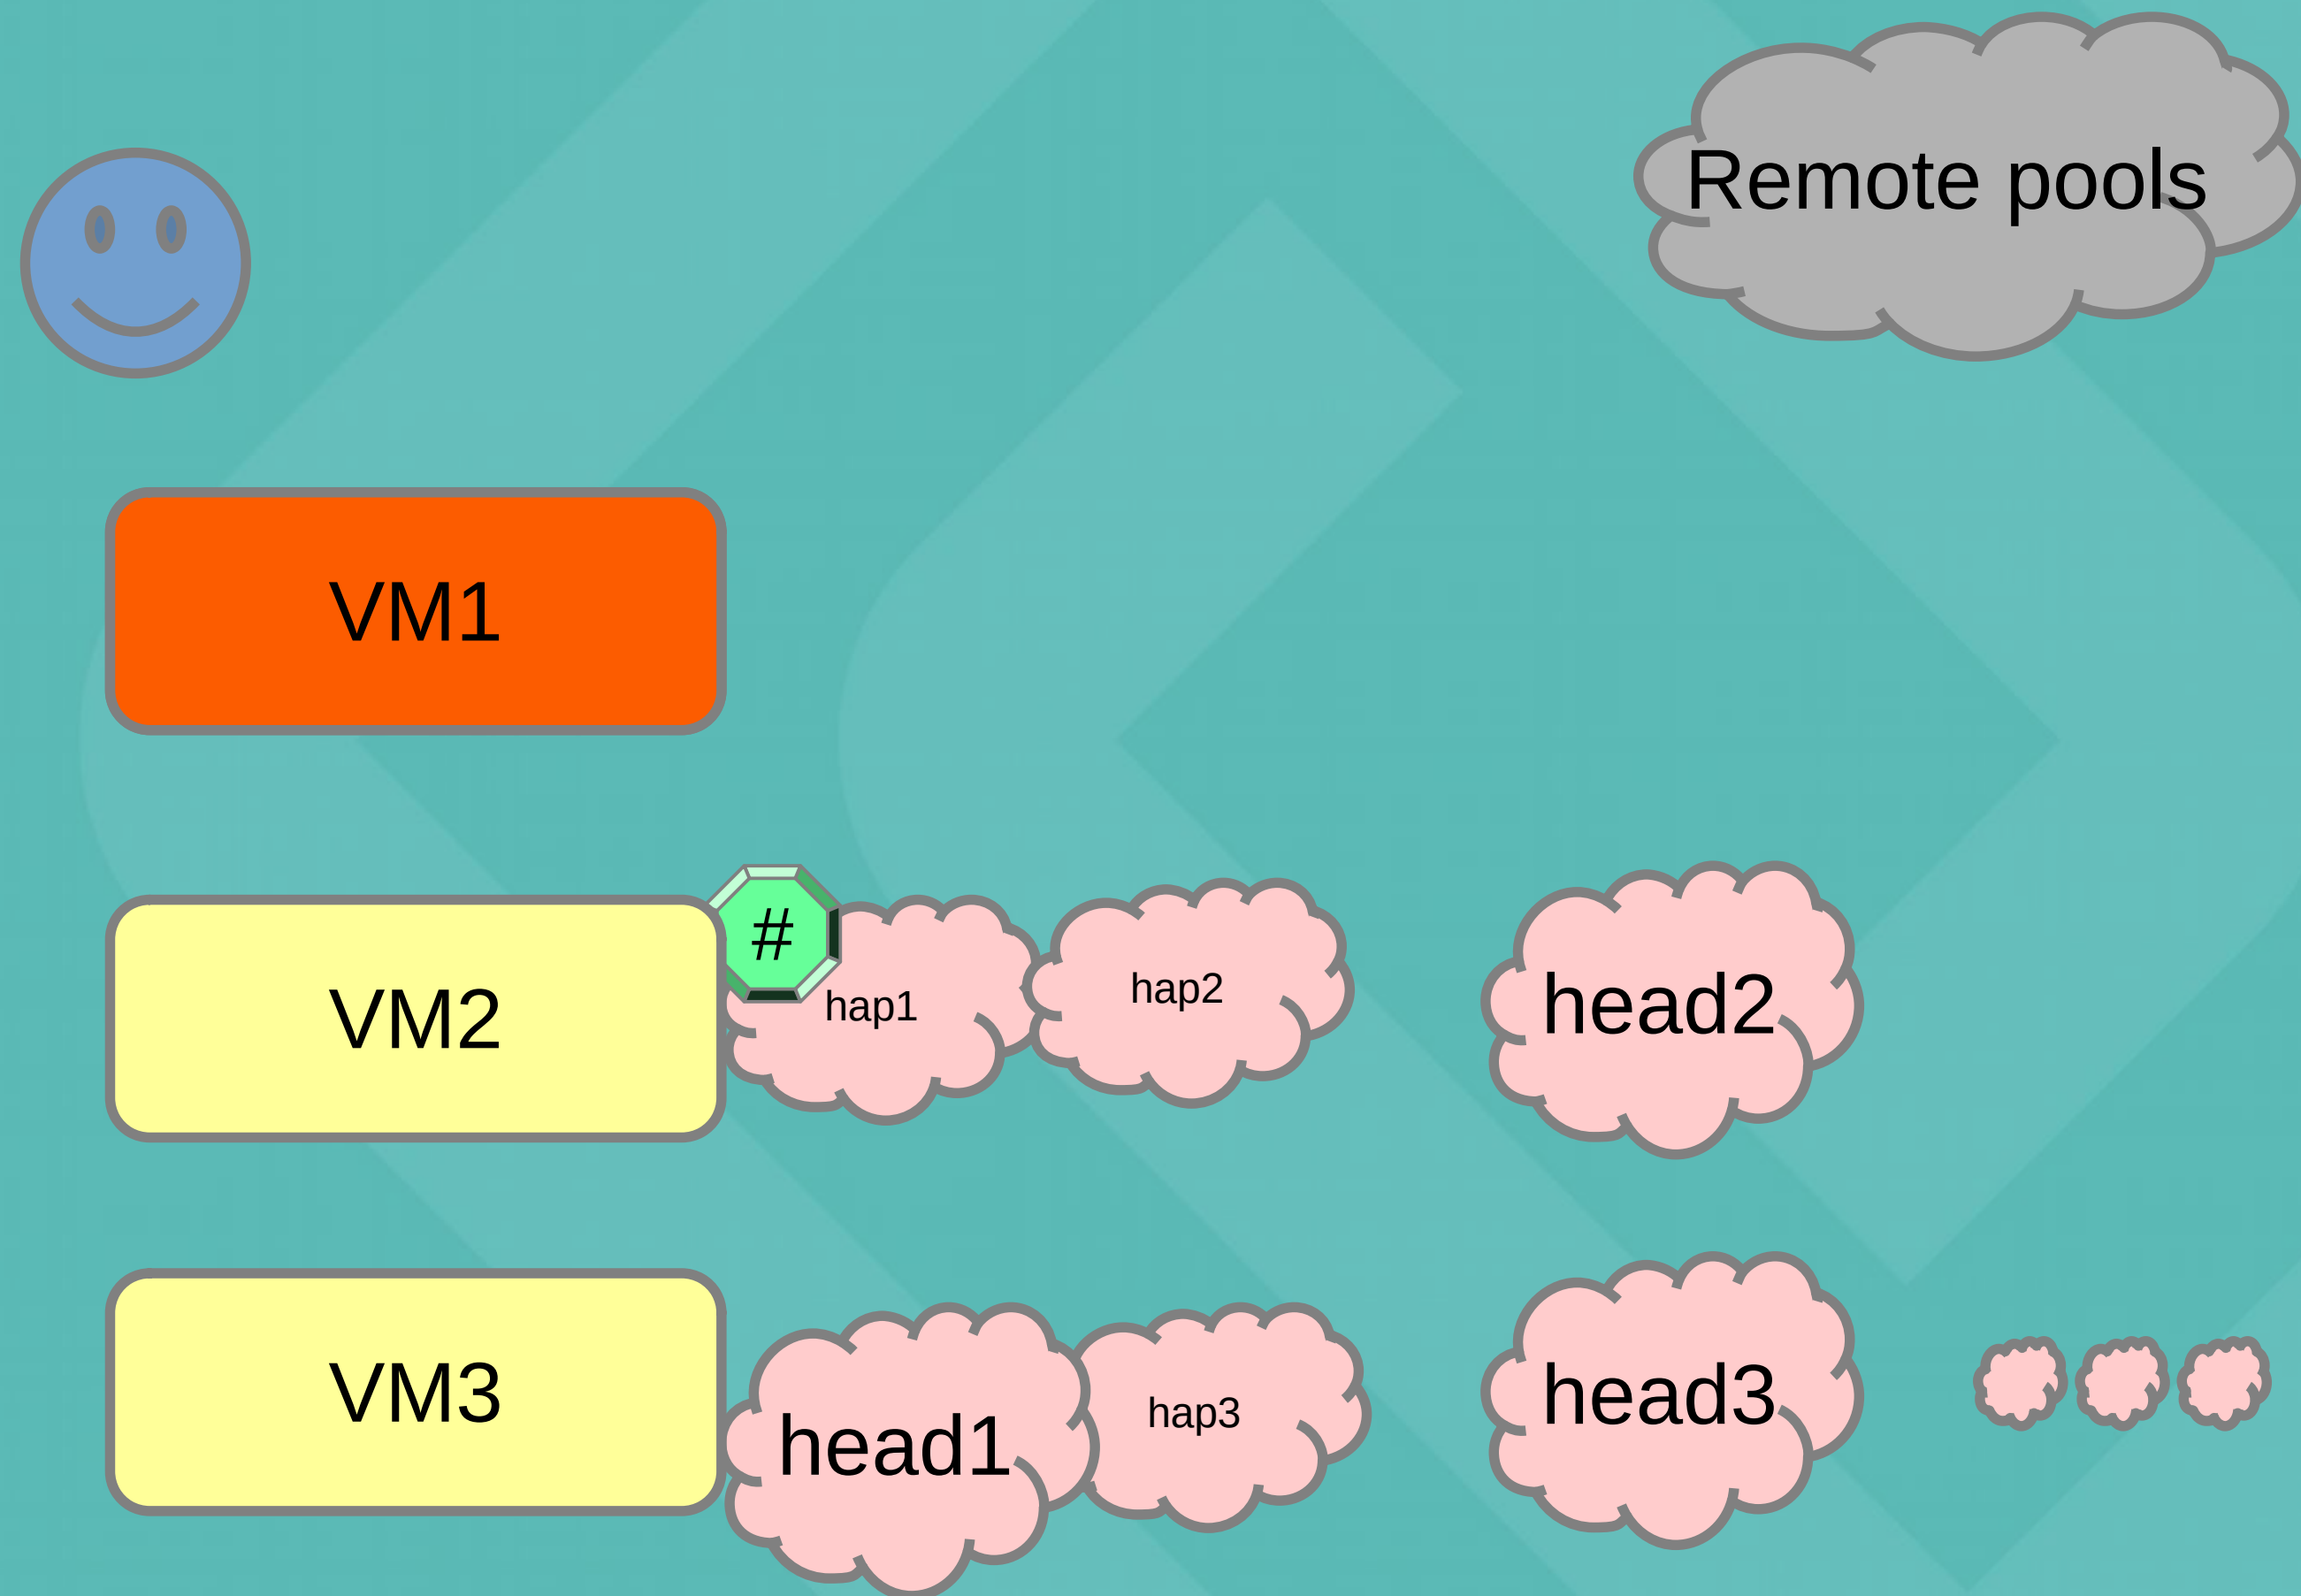 Remote pools
VM1
#
VM2
hap1
hap2
head2
VM3
head1
hap3
head3